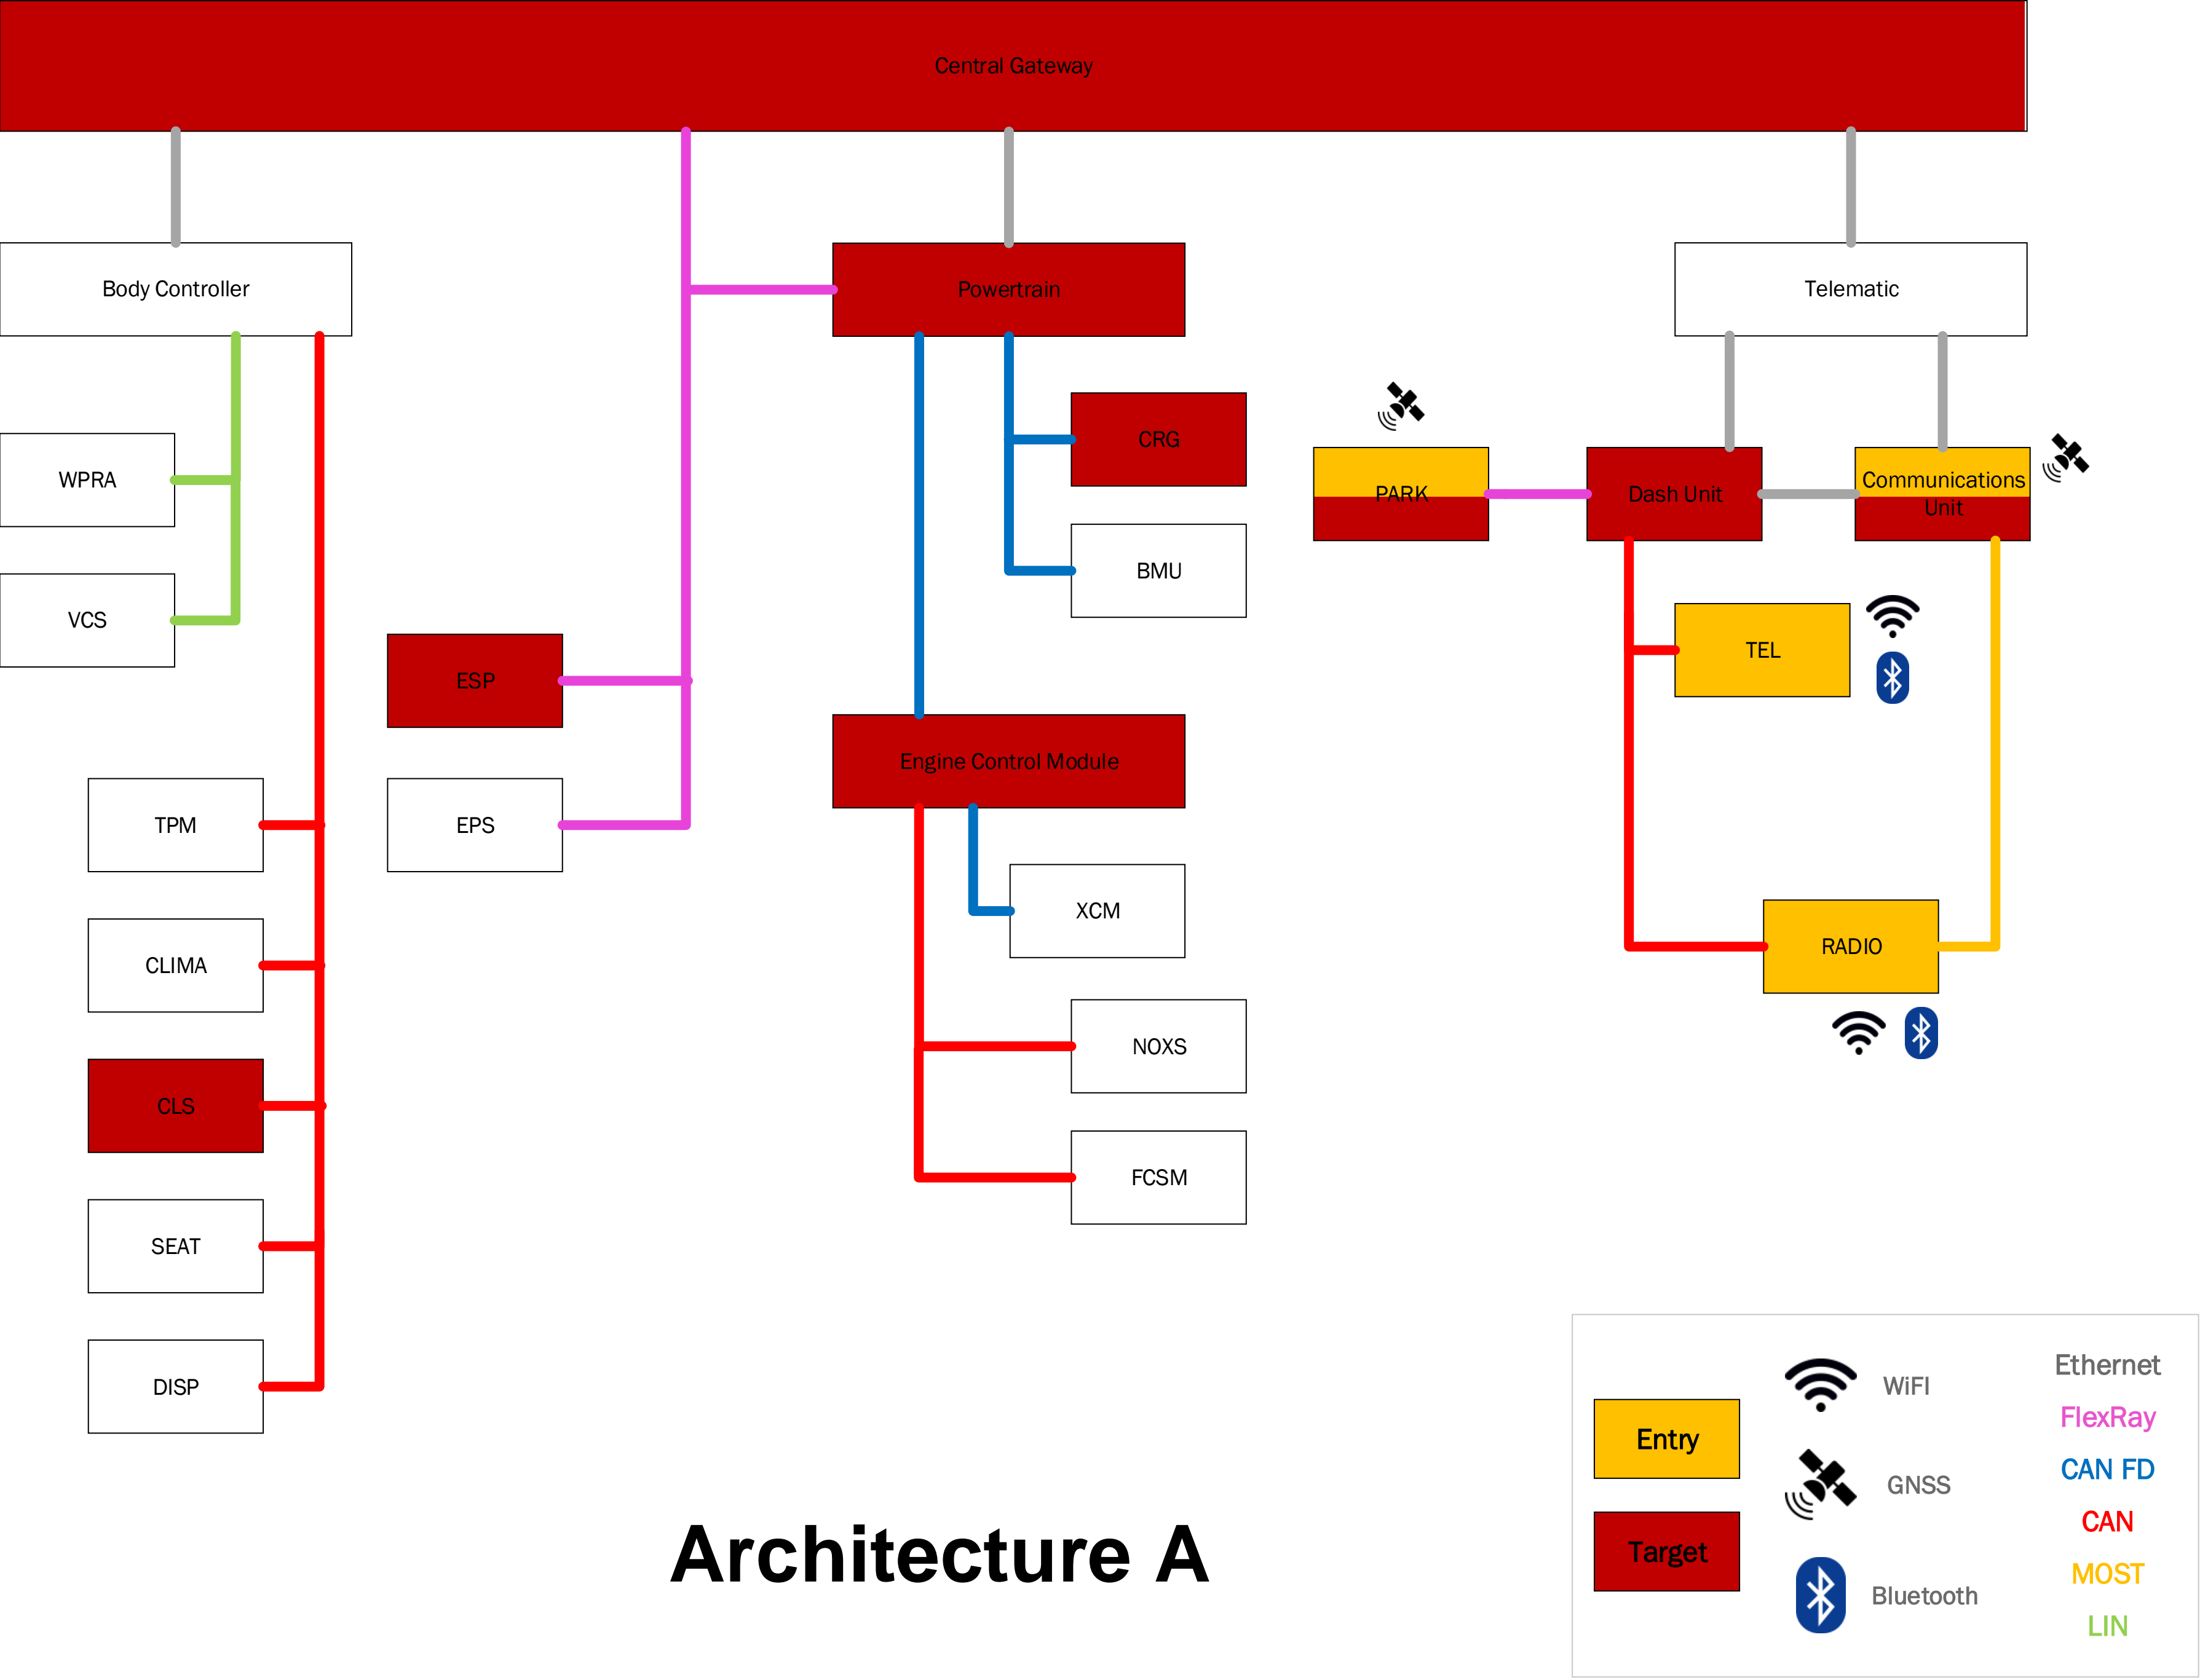 Central Gateway
Body Controller
Powertrain
Telematic
WPRA
VCS
CRG
BMU
PARK
Dash Unit
Communications
Unit
TEL
ESP
EPS
Engine Control Module
TPM
CLIMA
CLS
SEAT
DISP
XCM
NOXS
FCSM
RADIO
Architecture A
Entry
Target
WiFI
GNSS
Bluetooth
Ethernet
FlexRay
CAN FD
CAN
MOST
LIN